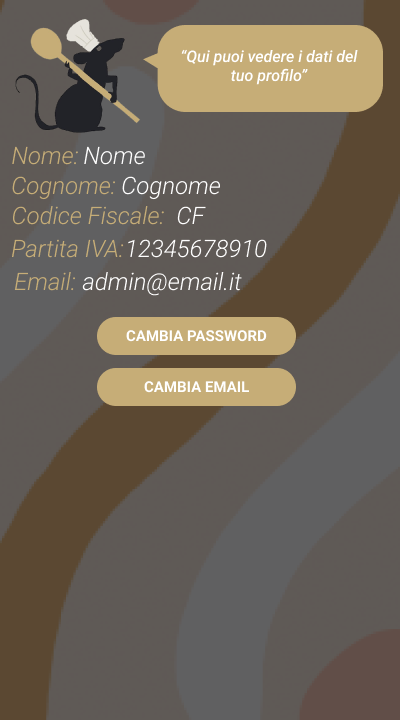 "Qui puoi vedere i dati del
tuo profilo"
Nome: Nome
Cognome: Cognome
Codice Fiscale: CF
Partita IVA: 12345678910
Email: admin@email.it
CAMBIA PASSWORD
CAMBIA EMAIL